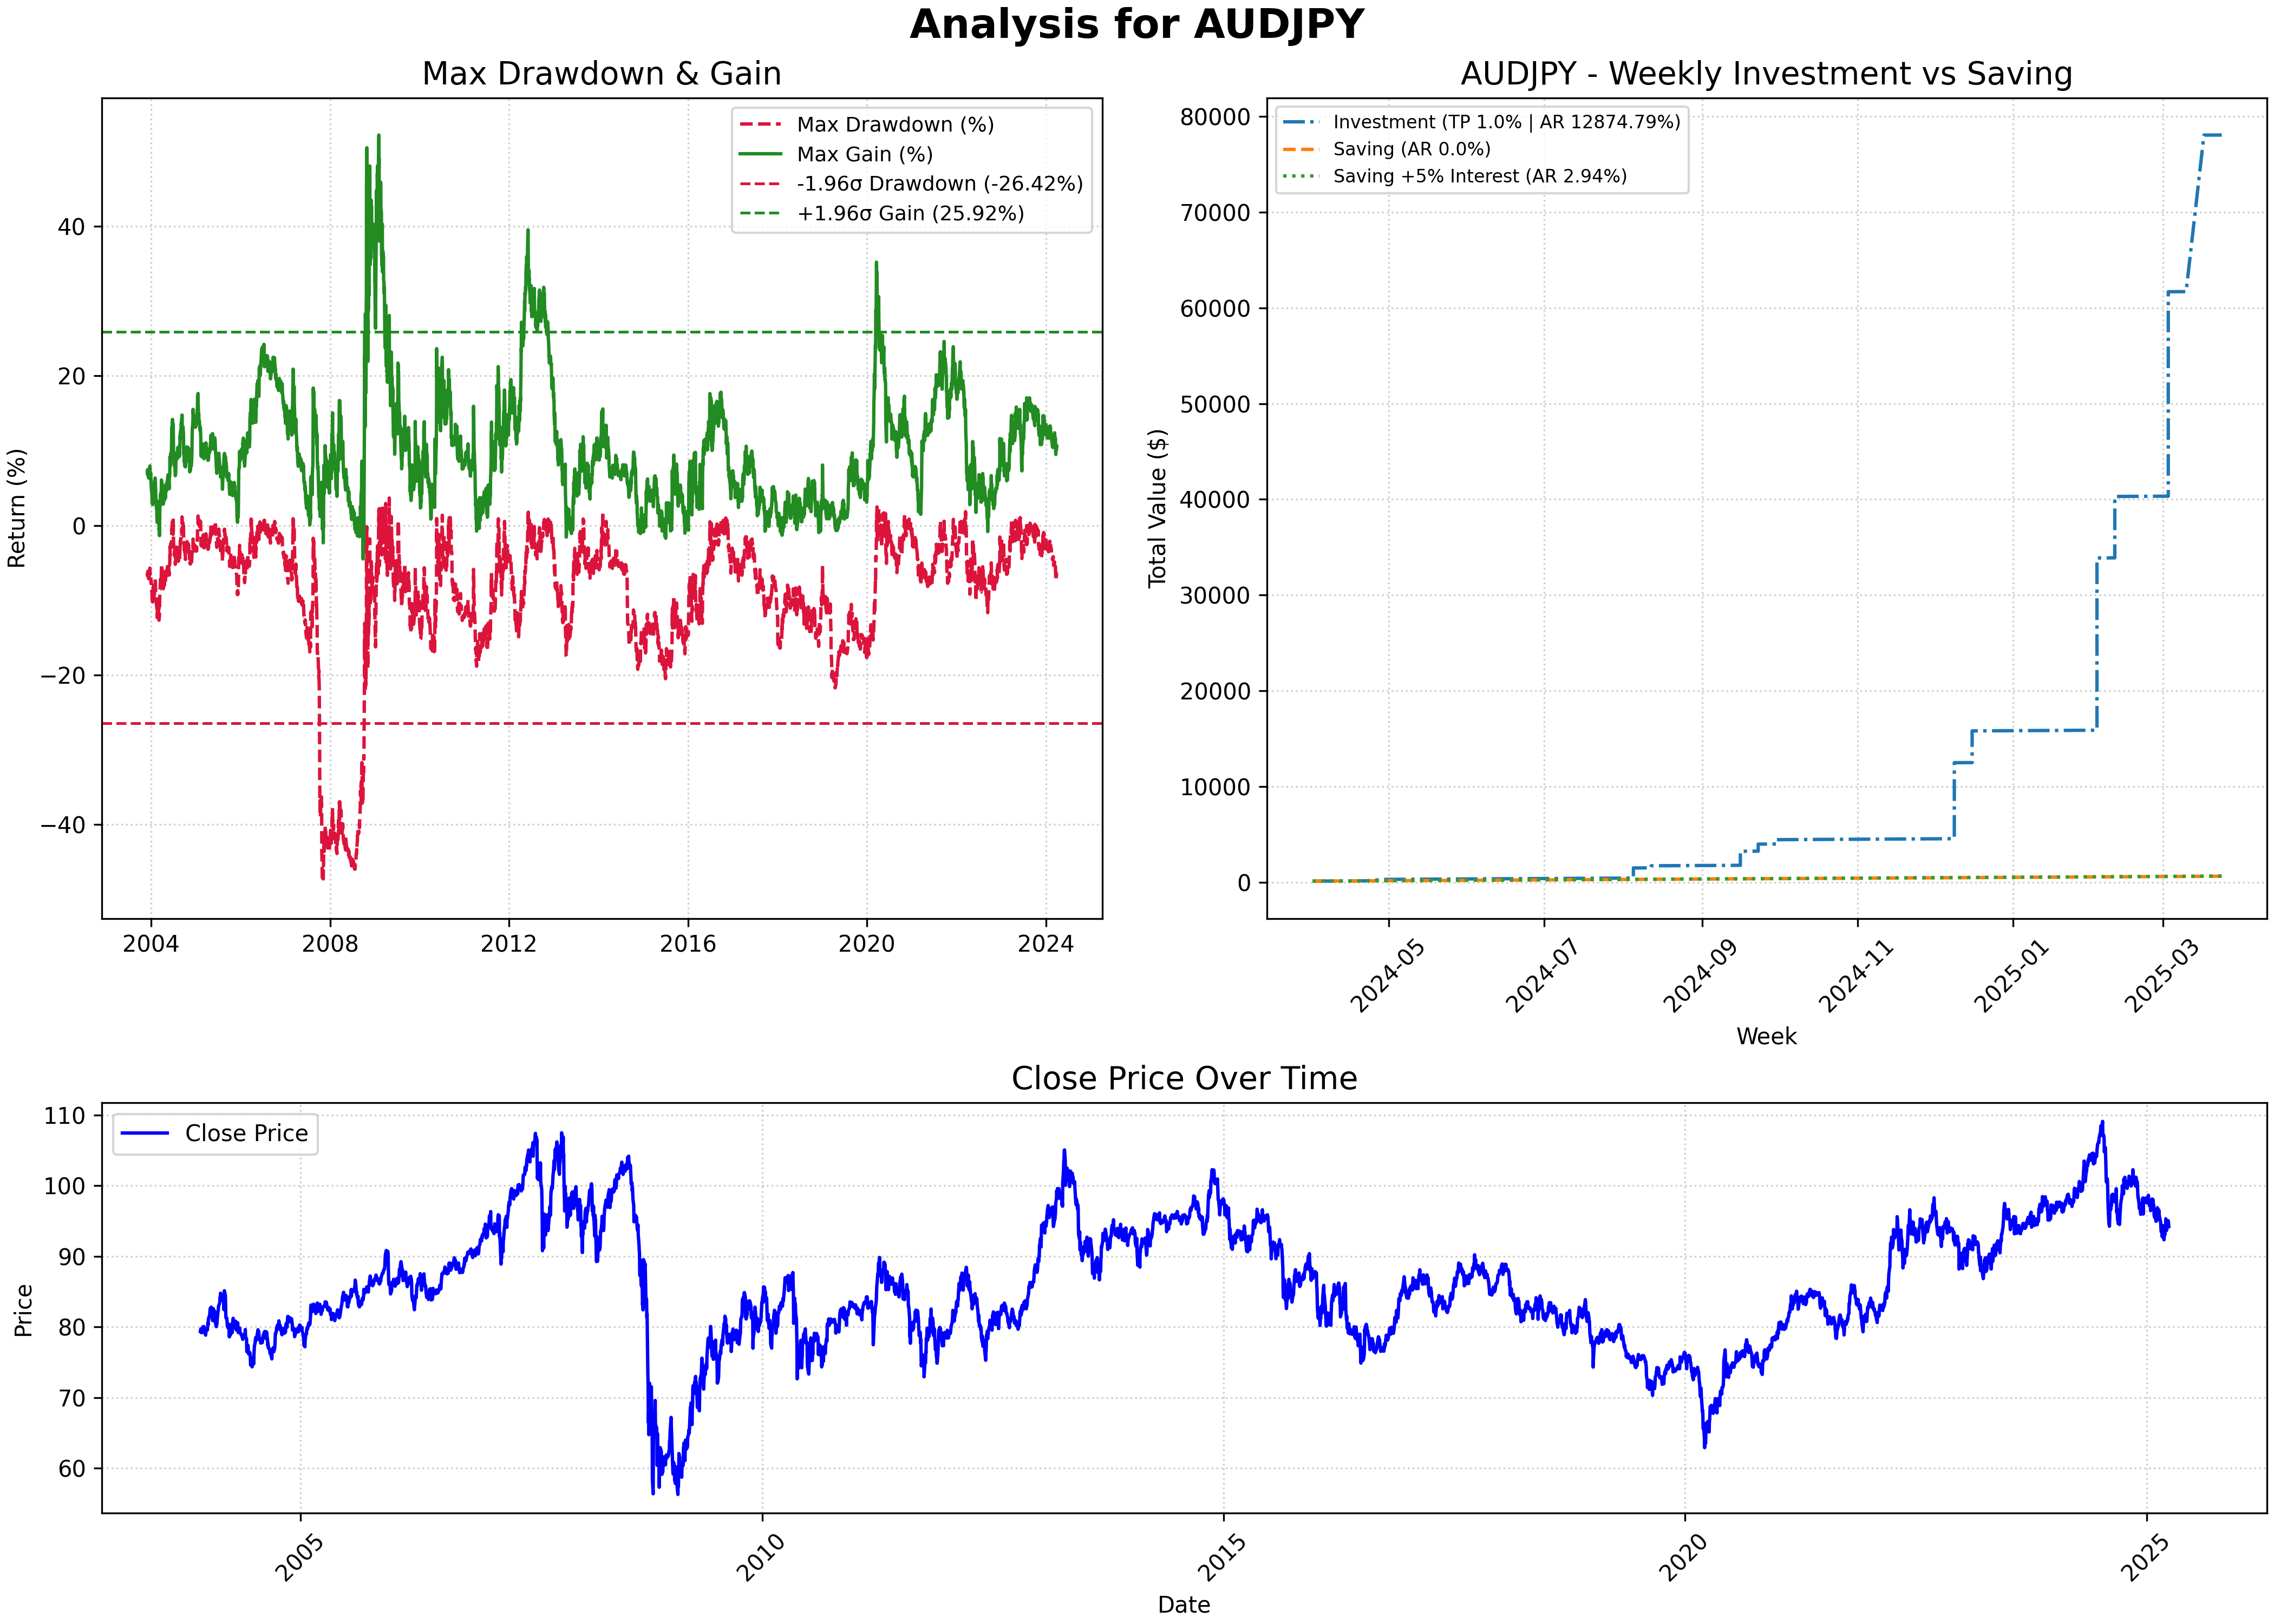 Analysis for AUDJPY
Max Drawdown & Gain
Max Drawdown (%)
Max Gain (%)
-1.96σ Drawdown (-26.42%)
+1.96σ Gain (25.92%)
Return (%)
40
20
0
−20
−40
2004
2008
2012
2016
2020
2024
AUDJPY - Weekly Investment vs Saving
Investment (TP 1.0% | AR 12874.79%)
Saving (AR 0.0%)
Saving +5% Interest (AR 2.94%)
Total Value ($)
80000
70000
60000
50000
40000
30000
20000
10000
0
2024-05
2024-07
2024-09
2024-11
2025-01
2025-03
Week
Close Price Over Time
Close Price
Price
110
100
90
80
70
60
2005
2010
2015
2020
2025
Date